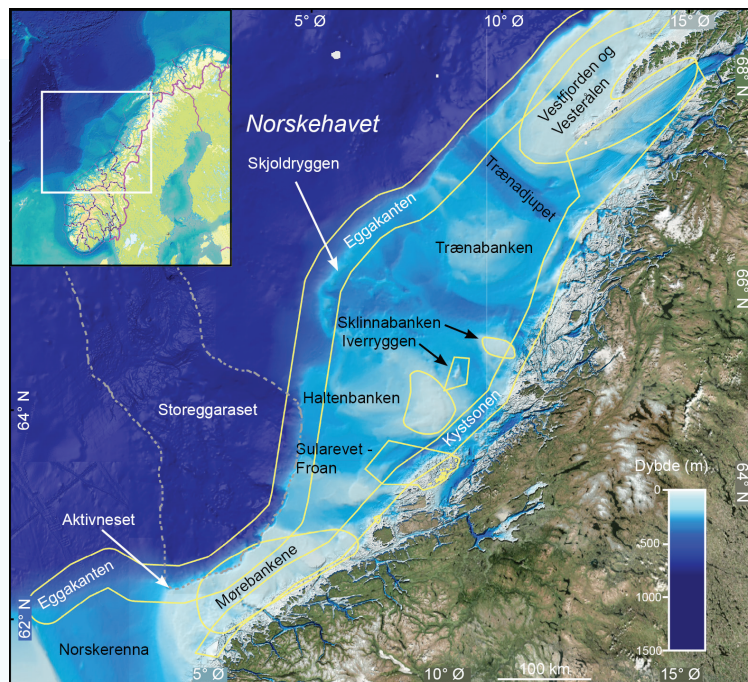 5° Ø
10° Ø
15° Ø
68° N
Vestfjorden og
Vesterålen
Norskehavet
Skjoldryggen
Trænadjupet
Eggakanten
Trænabanken
66° N
Sklinnabanken
Iverryggen
Haltenbanken
64° N
Storeggaraset
Kystsonen
Gularevet -
Froan
Dybde (m)
0
500
1000
1500
64° N
Aktivneset
Mørebankene
Eggakanten
62° N
Norskerenna
5° Ø
10° Ø
100 km
15° Ø